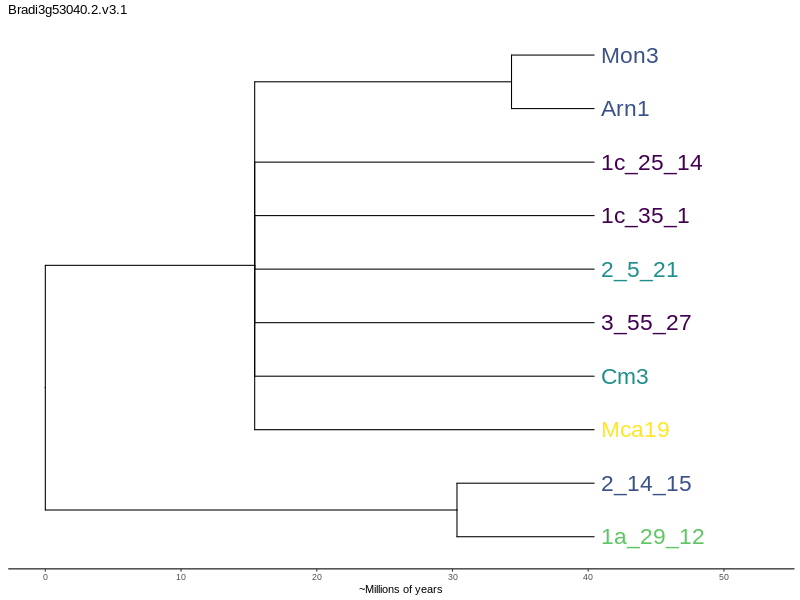 Bradi3g53040.2.v3.1
Mon3
Arn1
1c_25_14
1c_35_1
2_5_21
3_55_27
Cm3
Mca19
2_14_15
1a_29_12
0 10 20 30 40 50
~Millions of years